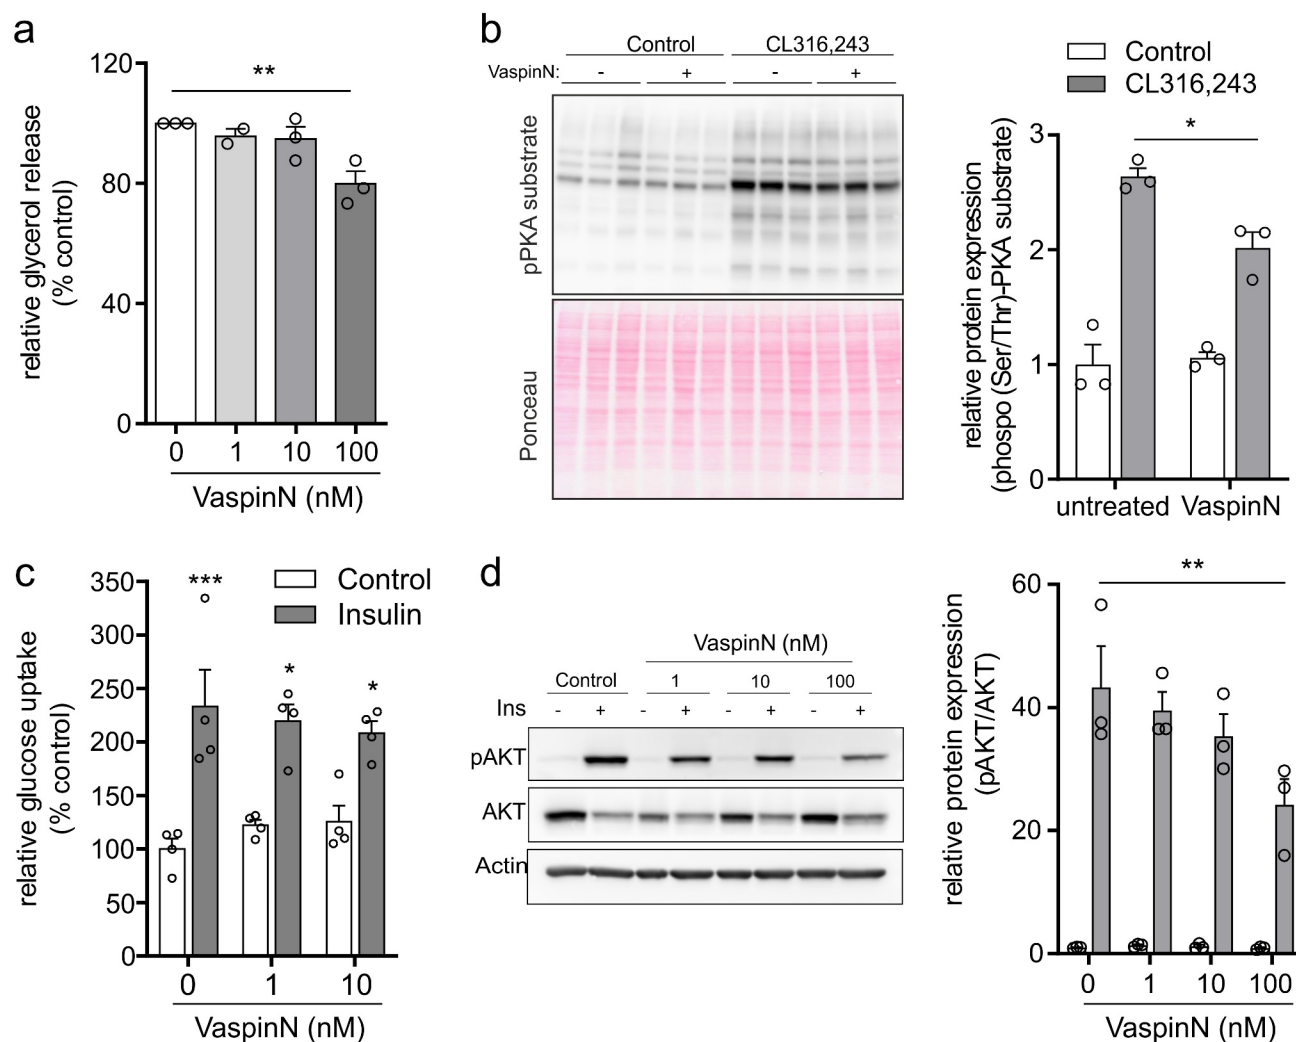 a
120
80
40
0
relative glycerol release
(% control)
**
0 1 10 100
VaspinN (nM)
b
Control CL316,243
VaspinN: - + - +
pPKA substrate
Ponceau
Control
CL316,243
3
2
1
0
relative protein expression
(phospo (Ser/Thr)-PKA substrate)
*
untreated VaspinN
c
350
300
250
200
150
100
50
0
relative glucose uptake
(% control)
Control
Insulin
***
*
*
0 1 10
VaspinN (nM)
d
VaspinN (nM)
Control 1 10 100
Ins - + - + - + - +
pAKT
AKT
Actin
60
40
20
0
relative protein expression
(pAKT/AKT)
**
0 1 10 100
VaspinN (nM)